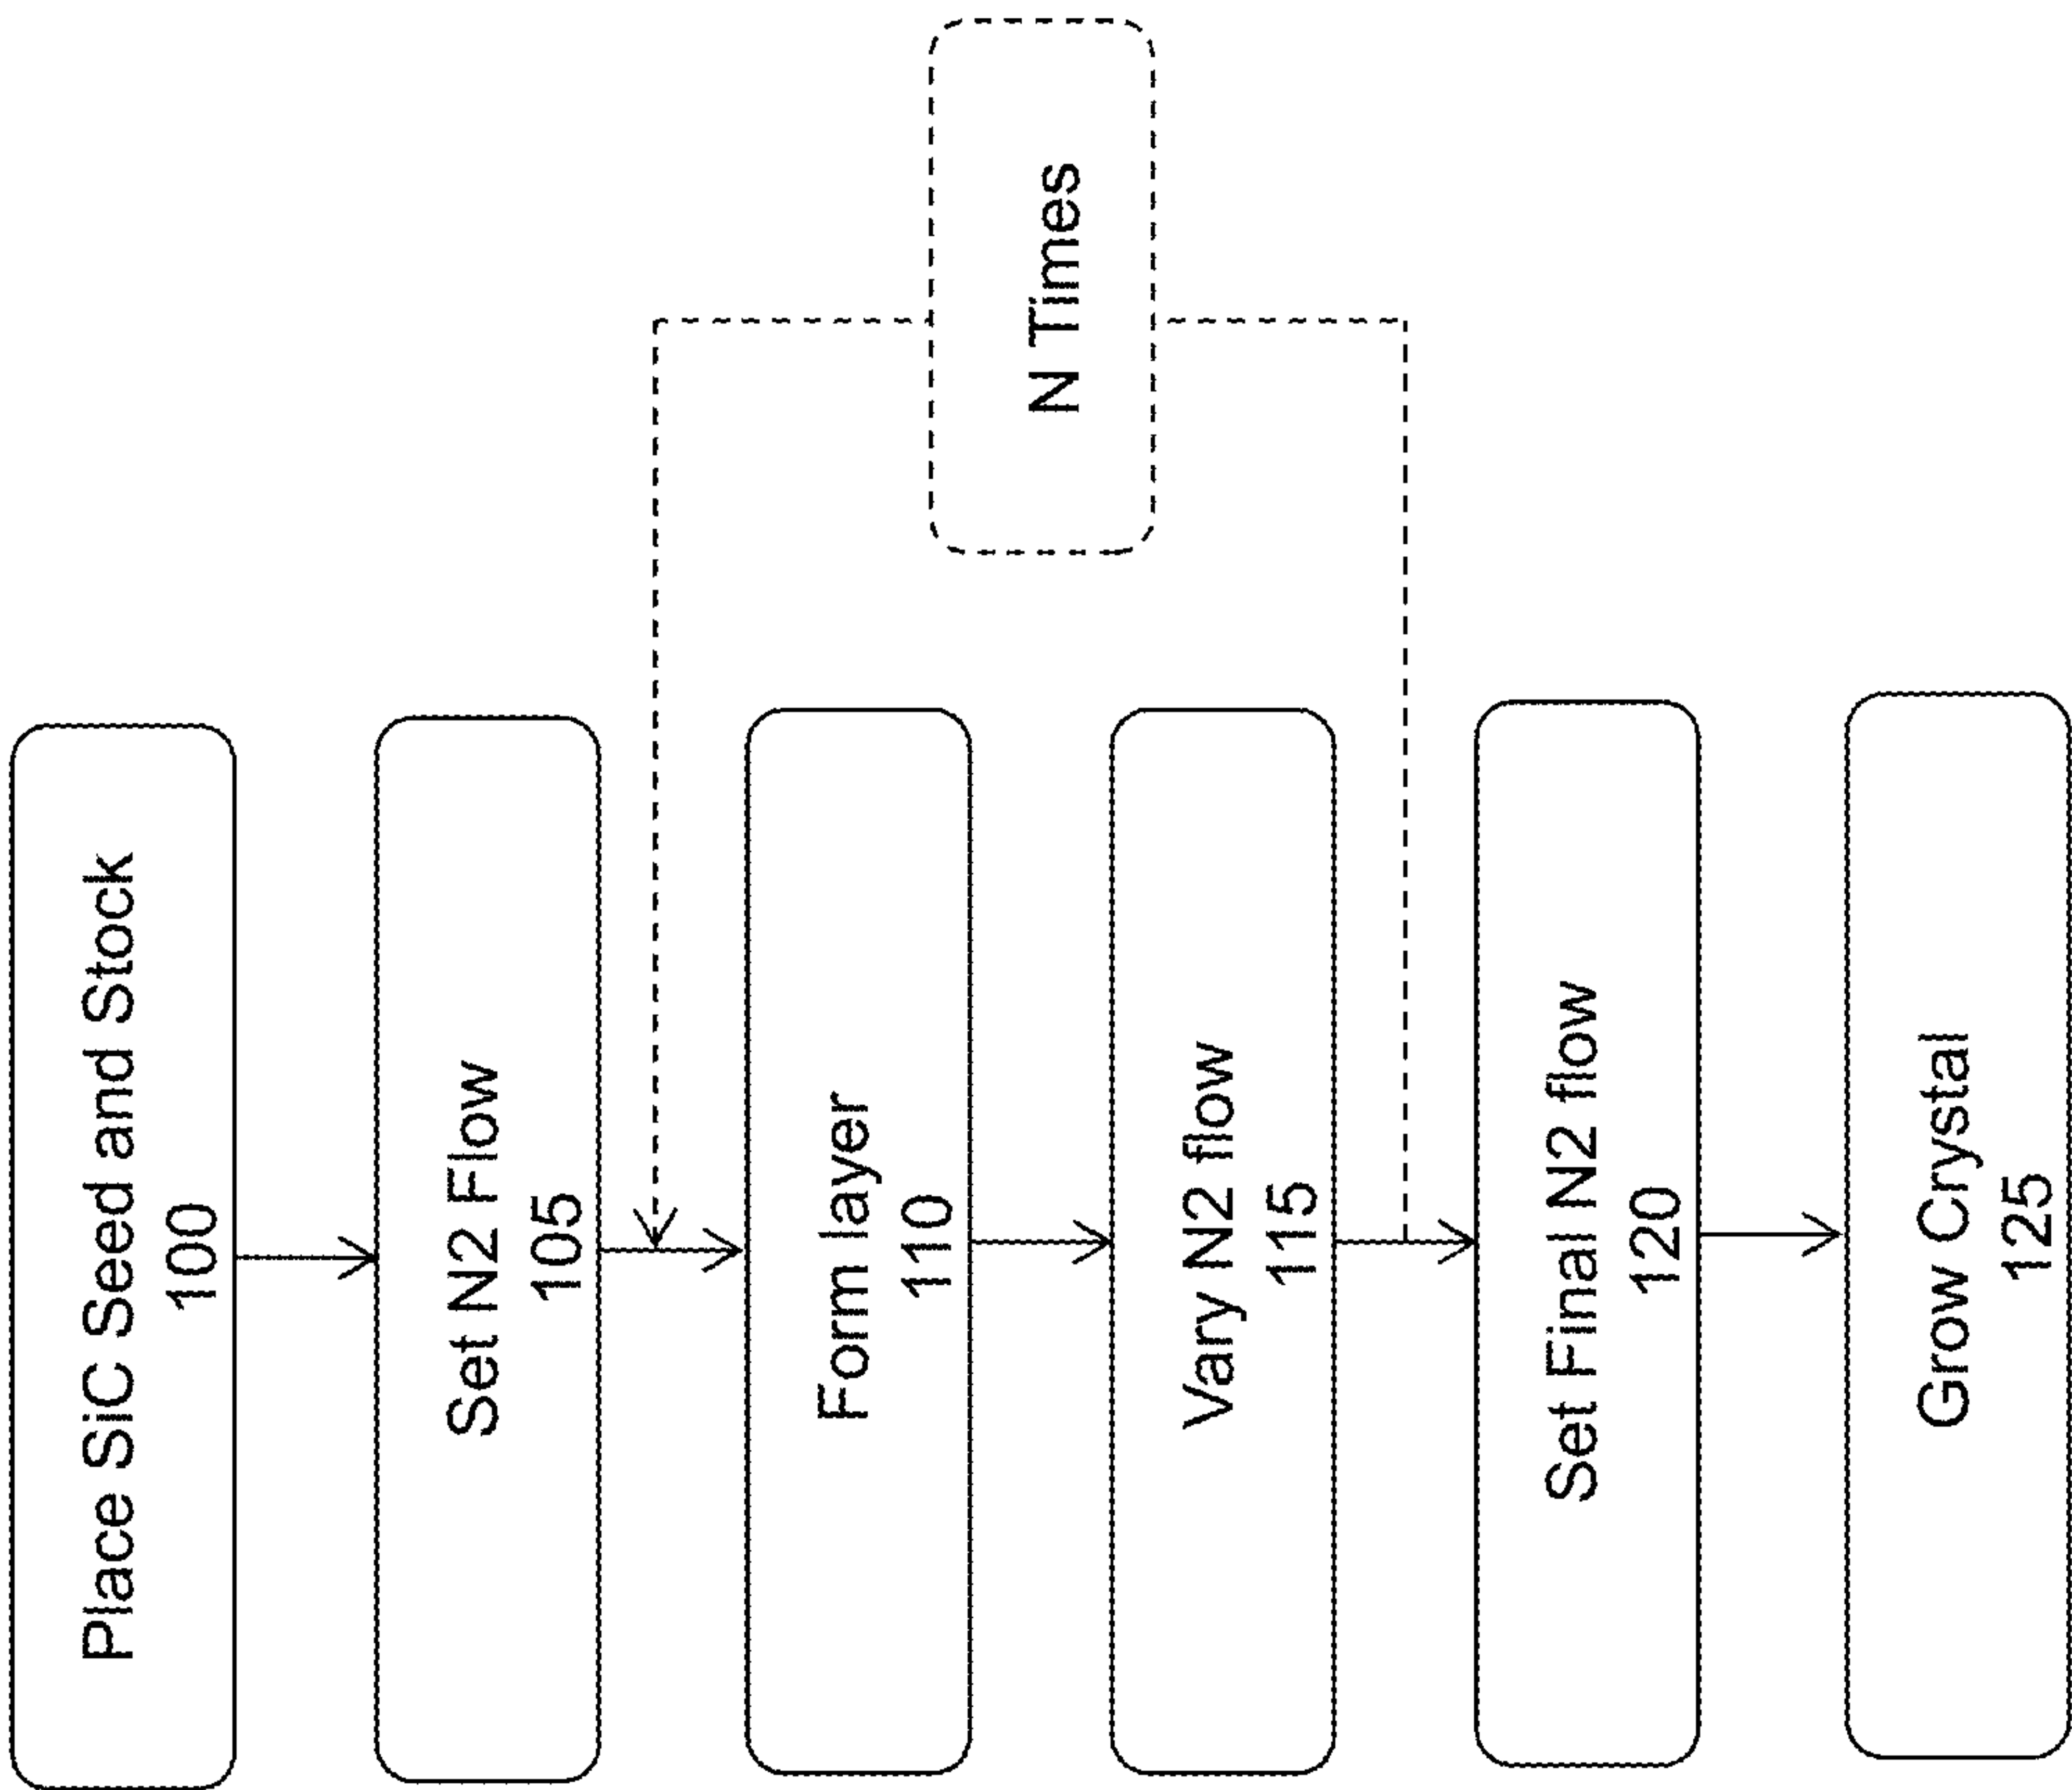 Place SiC Seed and Stock
100
Set N2 Flow
105
Form layer
110
Vary N2 flow
115
Set Final N2 flow
120
Grow Crystal
125
N Times